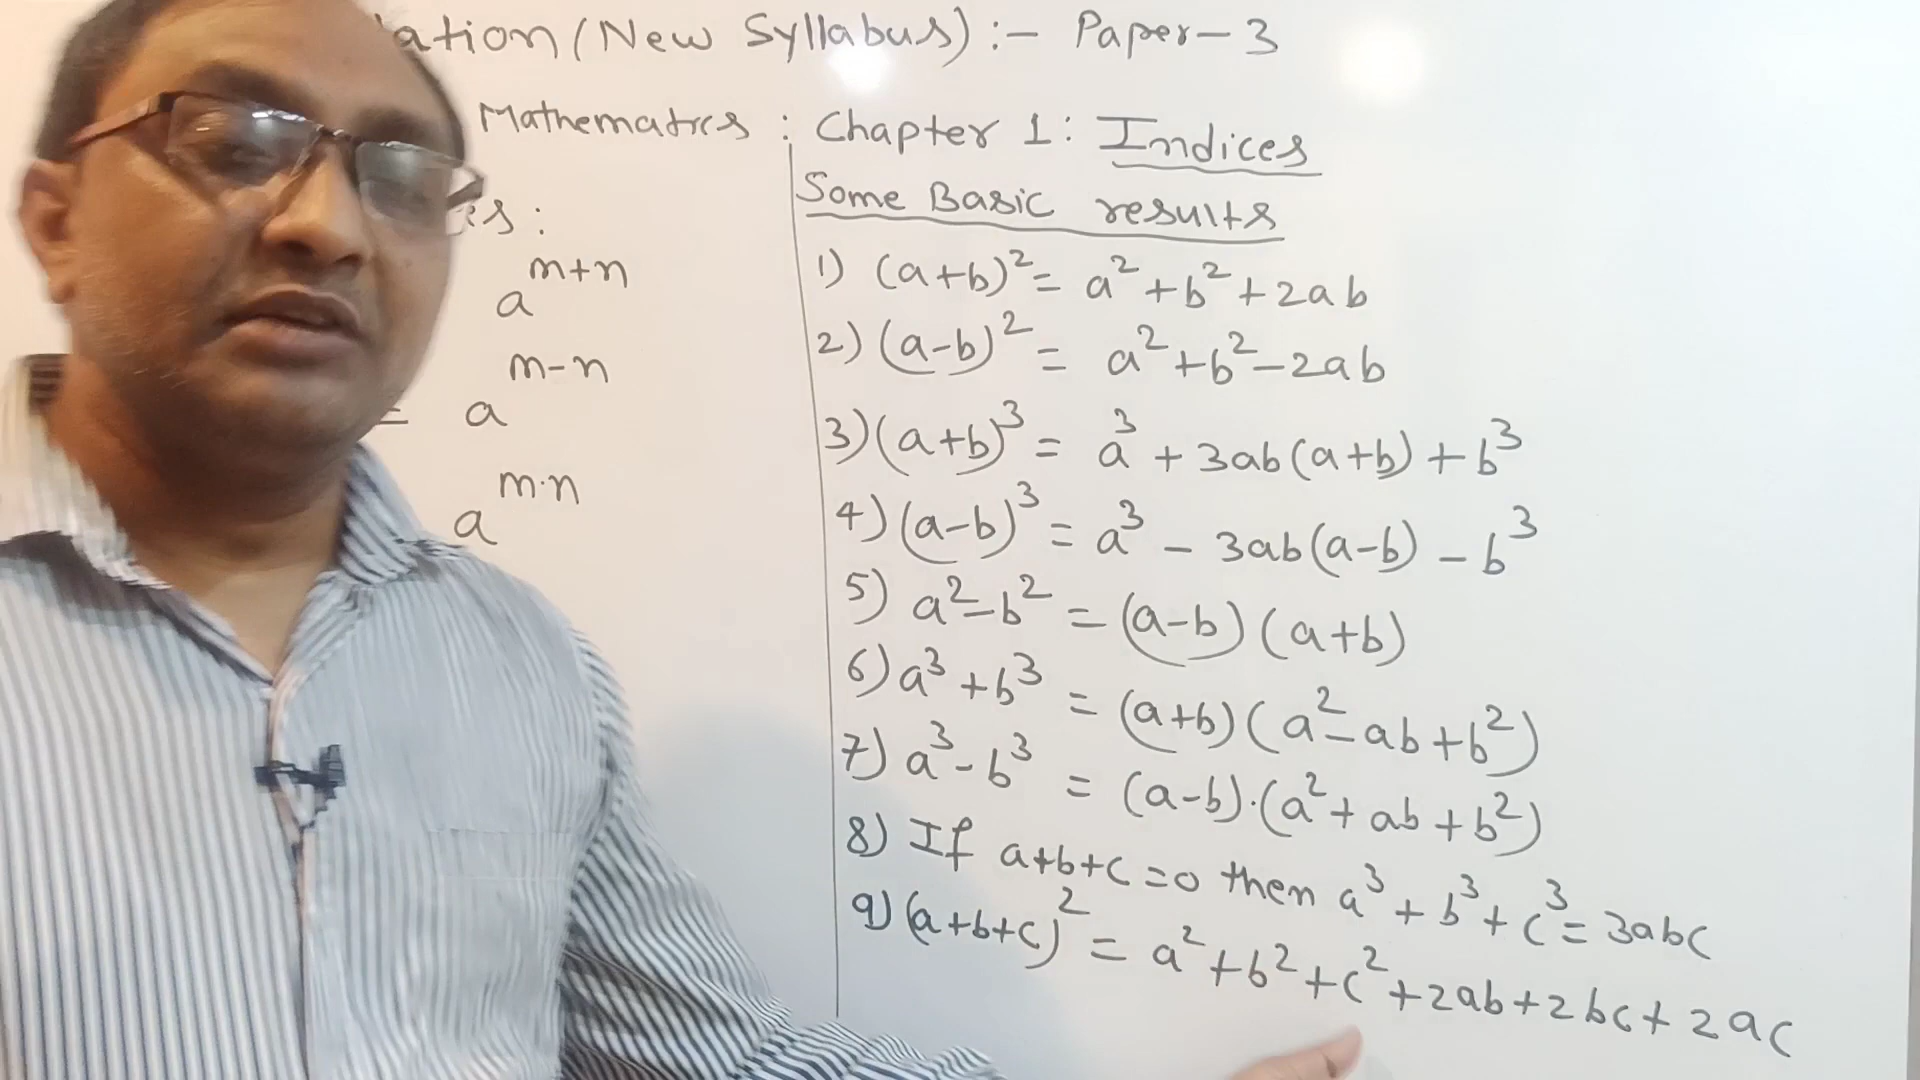 ation (New Syllabus) :- Paper-3
Mathematics : Chapter 1: Indices
es :
a^{m+n}
= a^{m-n}
a^{m·n}
Some Basic results
1) (a+b)² = a² + b² + 2ab
2) (a-b)² = a² + b² - 2ab
3) (a+b)³ = a³ + 3ab(a+b) + b³
4) (a-b)³ = a³ - 3ab(a-b) - b³
5) a² - b² = (a-b) (a+b)
6) a³ + b³ = (a+b) (a² - ab + b²)
7) a³ - b³ = (a-b)·(a² + ab + b²)
8) If a+b+c=0 then a³ + b³ + c³ = 3abc
9) (a+b+c)² = a² + b² + c² + 2ab + 2bc + 2ac